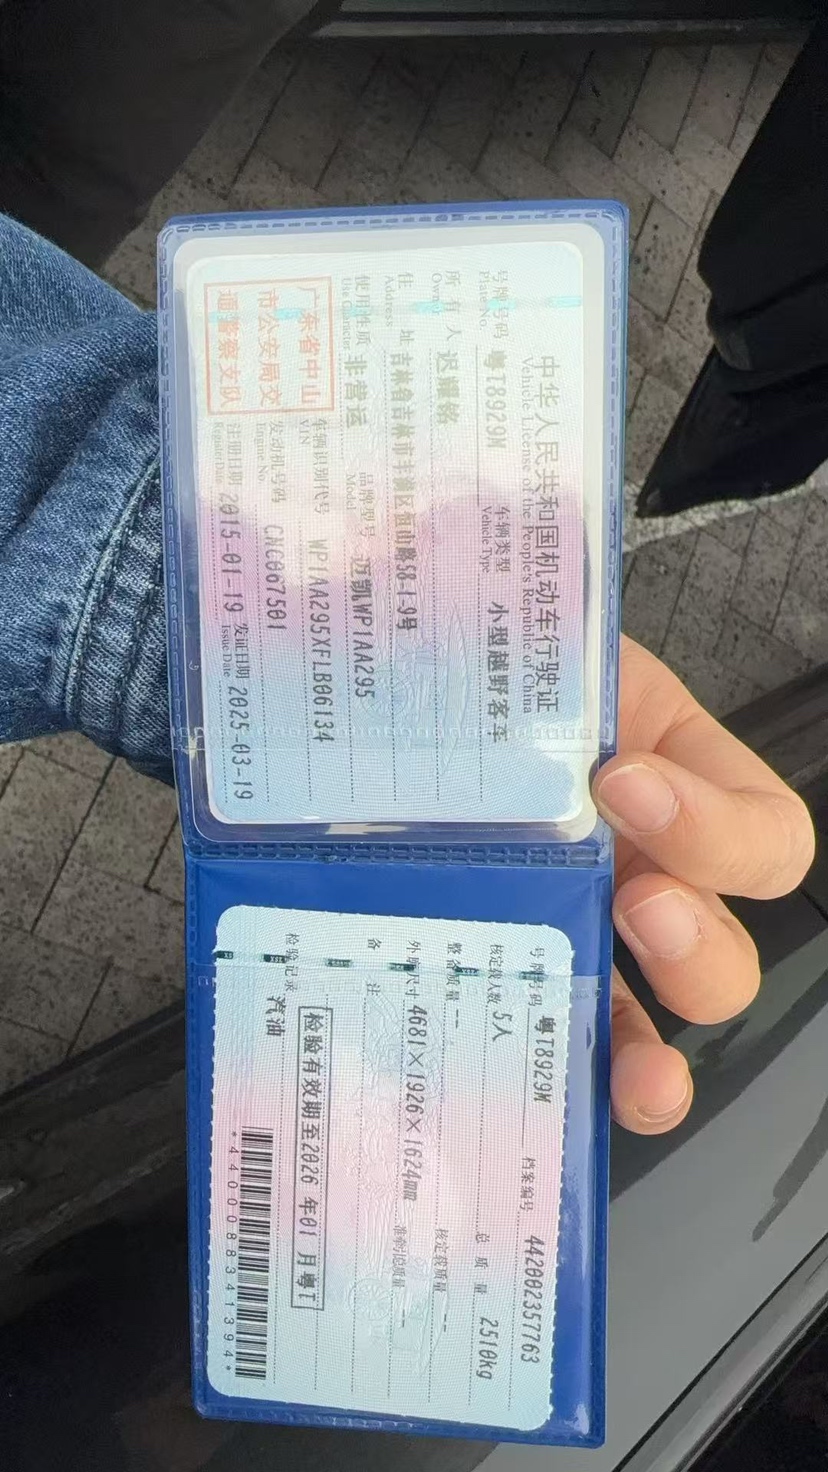 中华人民共和国机动车行驶证
Vehicle License of the People's Republic of China
号牌号码 粤T8929M 车辆类型 小型越野客车
Plate No. Vehicle Type
所有人 迟耀铭
Owner
住址 吉林省吉林市丰满区恒山路58-1-9号
Address
使用性质 非营运 品牌型号 迈凯WP1AA295
Use Character Model
广东省中山
市公安局交
通警察支队
车辆识别代号 WP1AA295XFLB06134
VIN
发动机号码 CNC067501
Engine No.
注册日期 2015-01-19 发证日期 2025-03-19
Register Date Issue Date
号牌号码 粤T8929M 档案编号 442002357763
核定载人数 5人 总质量 2510kg
整备质量 -- 核定载质量 --
外廓尺寸 4681×1926×1624mm 准牵引总质量 --
备注
检验有效期至2026年01月粤T
检验记录 汽油
*4400088341394*